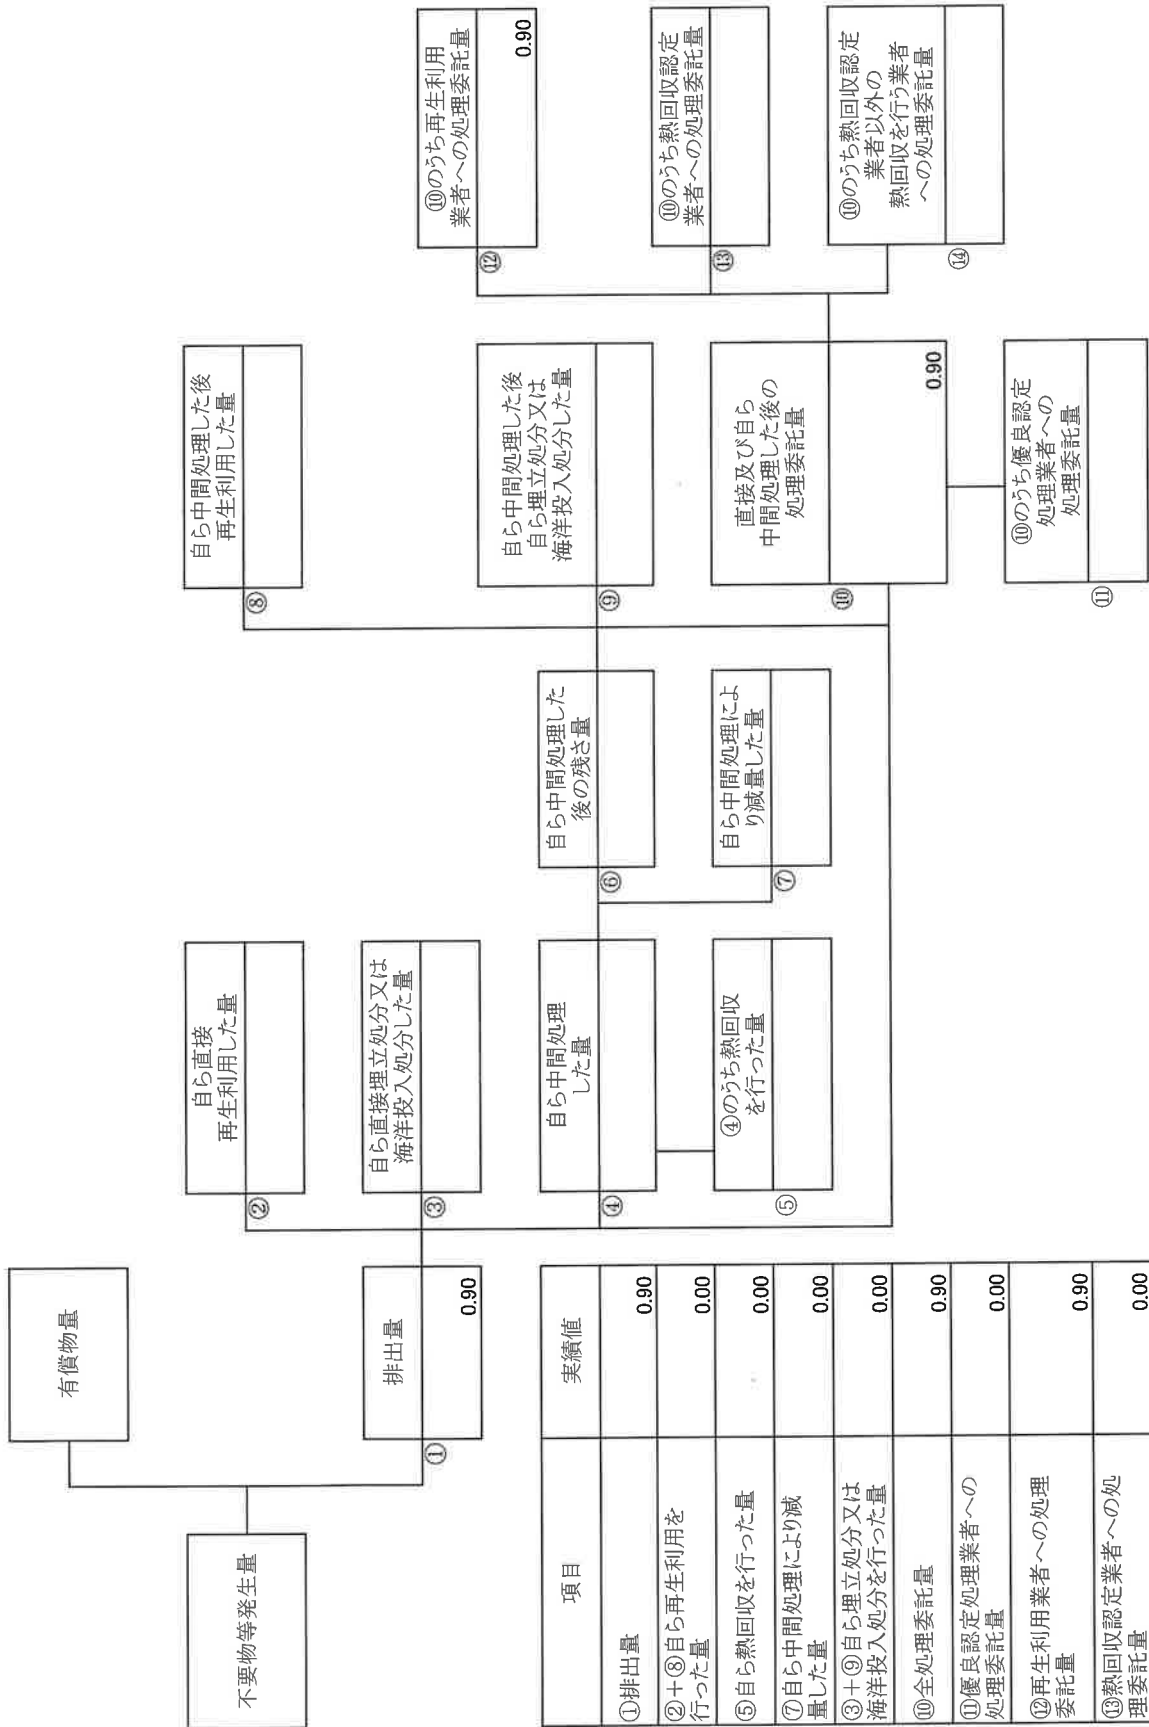 不要物等発生量
有償物量
排出量
①
0.90
自ら直接
再生利用した量
②
自ら直接埋立処分又は
海洋投入処分した量
③
自ら中間処理
した量
④
④のうち熱回収
を行った量
⑤
自ら中間処理した
後の残さ量
⑥
自ら中間処理によ
り減量した量
⑦
自ら中間処理した後
再生利用した量
⑧
自ら中間処理した後
自ら埋立処分又は
海洋投入処分した量
⑨
直接及び自ら
中間処理した後の
処理委託量
⑩
0.90
⑩のうち優良認定
処理業者への
処理委託量
⑪
⑩のうち再生利用
業者への処理委託量
⑫
0.90
⑩のうち熱回収認定
業者への処理委託量
⑬
⑩のうち熱回収認定
業者以外の
熱回収を行う業者
への処理委託量
⑭
項目 実績値
①排出量 0.90
②+⑧自ら再生利用を
行った量 0.00
⑤自ら熱回収を行った量 0.00
⑦自ら中間処理により減
量した量 0.00
③+⑨自ら埋立処分又は
海洋投入処分を行った量 0.00
⑩全処理委託量 0.90
⑪優良認定処理業者への
処理委託量 0.00
⑫再生利用業者への処理
委託量 0.90
⑬熱回収認定業者への処
理委託量 0.00